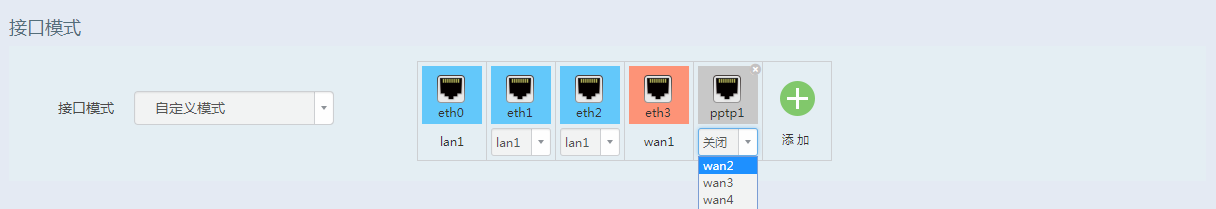 接口模式
接口模式 自定义模式
eth0 eth1 eth2 eth3 pptp1
lan1 lan1 lan1 wan1 关闭 添加
wan2
wan3
wan4